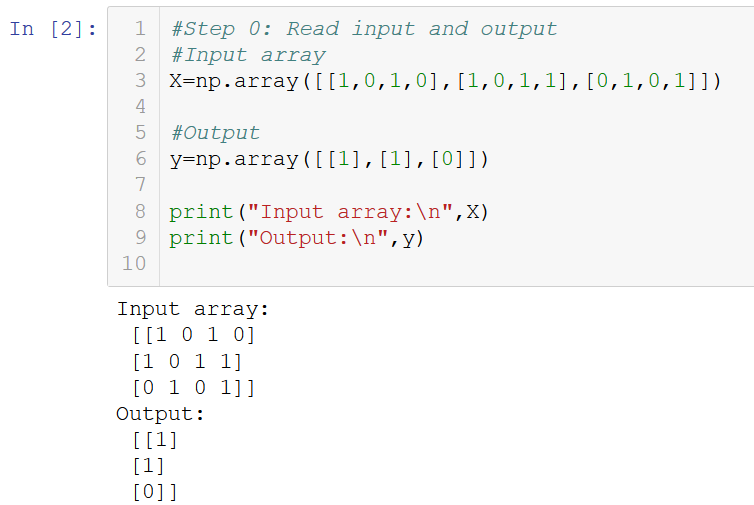 In [2]:
1 #Step 0: Read input and output
2 #Input array
3 X=np.array([[1,0,1,0],[1,0,1,1],[0,1,0,1]])
4
5 #Output
6 y=np.array([[1],[1],[0]])
7
8 print("Input array:\n",X)
9 print("Output:\n",y)
10
Input array:
[[1 0 1 0]
[1 0 1 1]
[0 1 0 1]]
Output:
[[1]
[1]
[0]]